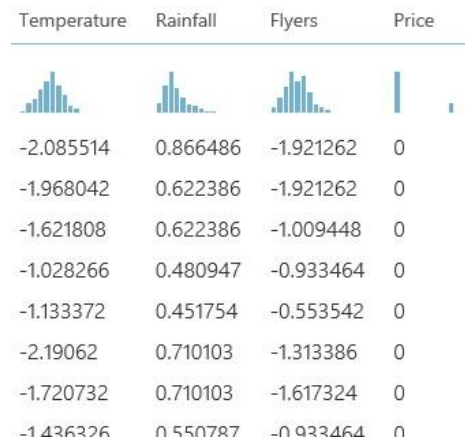 Temperature Rainfall Flyers Price
-2.085514 0.866486 -1.921262 0
-1.968042 0.622386 -1.921262 0
-1.621808 0.622386 -1.009448 0
-1.028266 0.480947 -0.933464 0
-1.133372 0.451754 -0.553542 0
-2.19062 0.710103 -1.313386 0
-1.720732 0.710103 -1.617324 0
-1.436326 0.550787 -0.933464 0